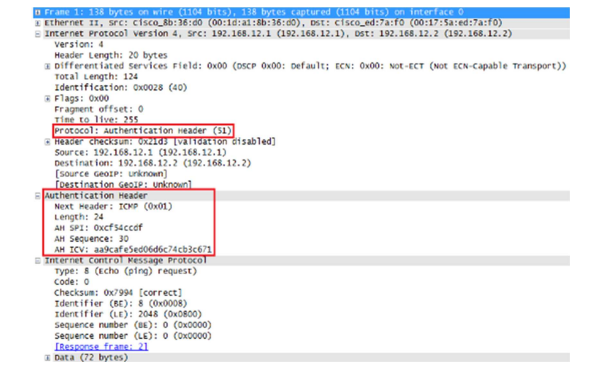 Frame 1: 138 bytes on wire (1104 bits), 138 bytes captured (1104 bits) on interface 0
Ethernet II, Src: Cisco_8b:36:d0 (00:1d:a1:8b:36:d0), Dst: Cisco_ed:7a:f0 (00:17:5a:ed:7a:f0)
Internet Protocol Version 4, Src: 192.168.12.1 (192.168.12.1), Dst: 192.168.12.2 (192.168.12.2)
Version: 4
Header Length: 20 bytes
Differentiated Services Field: 0x00 (DSCP 0x00: Default; ECN: 0x00: Not-ECT (Not ECN-Capable Transport))
Total Length: 124
Identification: 0x0028 (40)
Flags: 0x00
Fragment offset: 0
Time to live: 255
Protocol: Authentication Header (51)
Header checksum: 0x21d3 [validation disabled]
Source: 192.168.12.1 (192.168.12.1)
Destination: 192.168.12.2 (192.168.12.2)
[Source GeoIP: Unknown]
[Destination GeoIP: Unknown]
Authentication Header
Next Header: ICMP (0x01)
Length: 24
AH SPI: 0xcf54ccdf
AH Sequence: 30
AH ICV: aa9cafe5ed06d6c74cb3c671
Internet Control Message Protocol
Type: 8 (Echo (ping) request)
Code: 0
Checksum: 0x7994 [correct]
Identifier (BE): 8 (0x0008)
Identifier (LE): 2048 (0x0800)
Sequence number (BE): 0 (0x0000)
Sequence number (LE): 0 (0x0000)
[Response frame: 2]
Data (72 bytes)